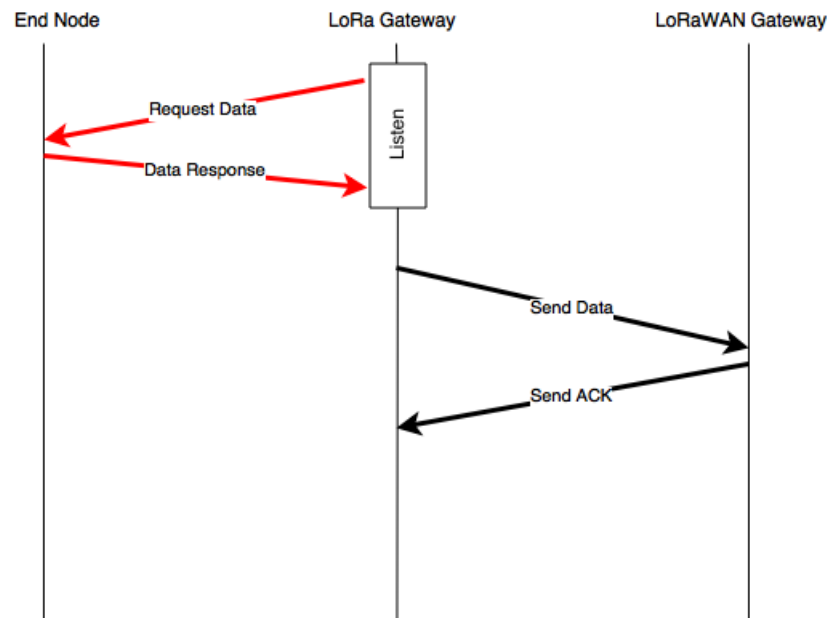 End Node
LoRa Gateway
LoRaWAN Gateway
Request Data
Listen
Data Response
Send Data
Send ACK